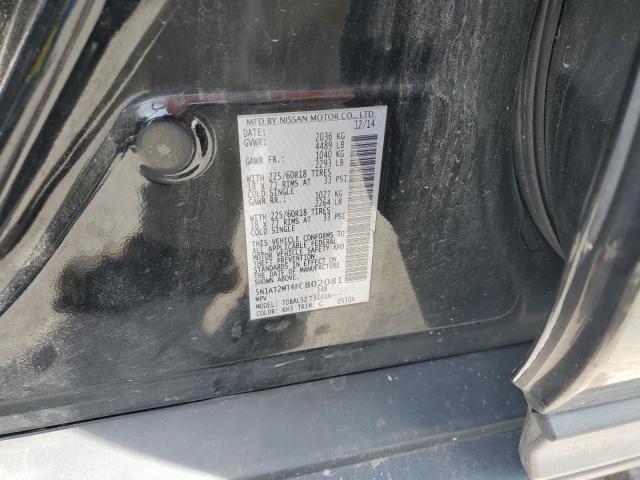 MFD BY NISSAN MOTOR CO., LTD
DATE: 12/14
GVWR: 2036 KG
4489 LB
GAWR FR.: 1040 KG
2293 LB
WITH 225/60R18 TIRES
18 X 7J RIMS AT 33 PSI
COLD SINGLE
GAWR RR.: 1027 KG
2264 LB
WITH 225/60R18 TIRES
18 X 7J RIMS AT 33 PSI
COLD SINGLE
THIS VEHICLE CONFORMS TO
ALL APPLICABLE FEDERAL
MOTOR VEHICLE SAFETY AND
THEFT PREVENTION
STANDARDS IN EFFECT ON
THE DATE OF MANUFACTURE
SHOWN ABOVE.
5N1AT2MT4FC802081
MPV
MODEL:
COLOR: KH3 TRIM: G